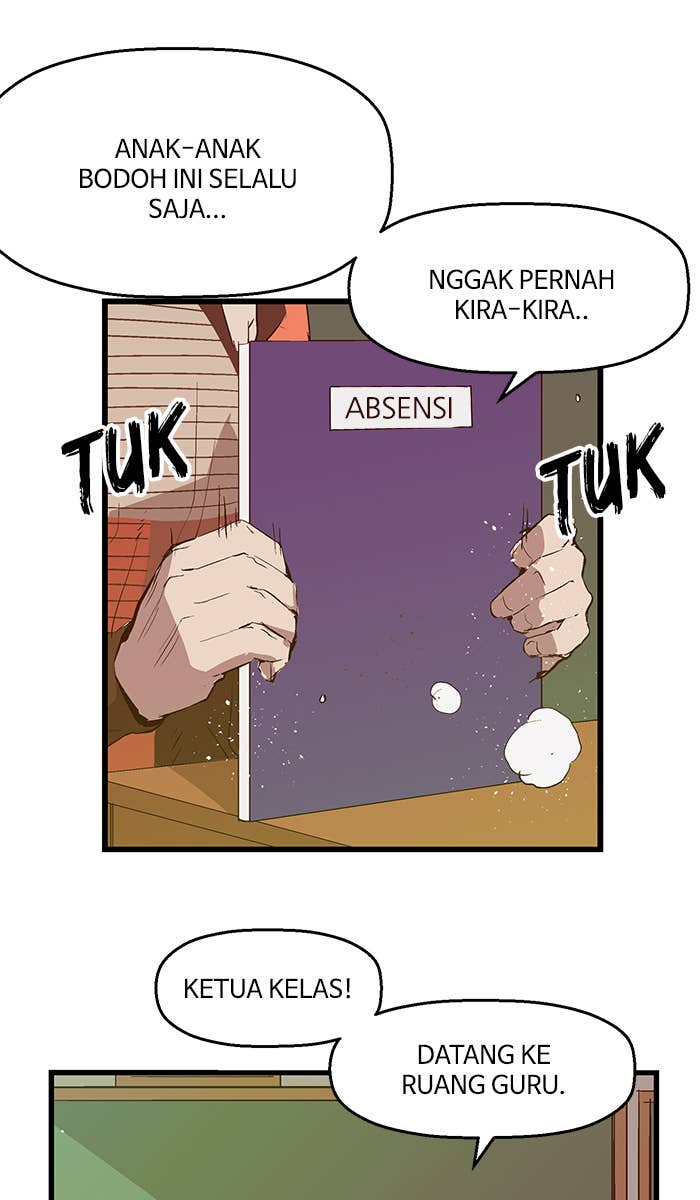 ANAK-ANAK
BODOH INI SELALU
SAJA...
NGGAK PERNAH
KIRA-KIRA..
ABSENSI
TUK
TUK
KETUA KELAS!
DATANG KE
RUANG GURU.